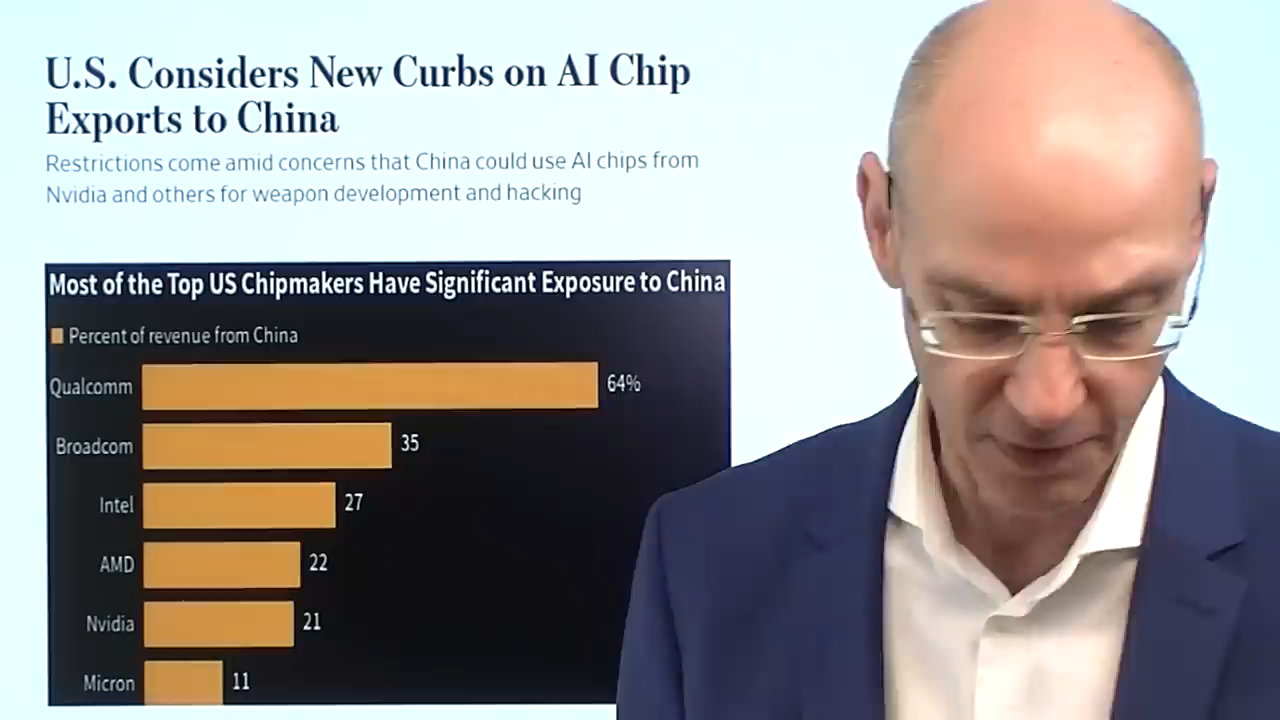 U.S. Considers New Curbs on AI Chip
Exports to China
Restrictions come amid concerns that China could use AI chips from
Nvidia and others for weapon development and hacking
Most of the Top US Chipmakers Have Significant Exposure to China
Percent of revenue from China
Qualcomm 64%
Broadcom 35
Intel 27
AMD 22
Nvidia 21
Micron 11